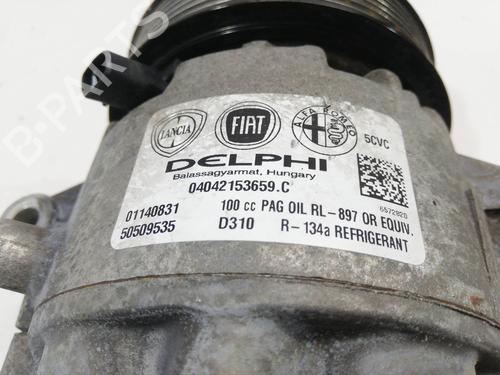 B-PARTS
LANCIA
FIAT
ALFA ROMEO
5CVC
DELPHI
Balassagyarmat, Hungary
04042153659.C
6572820
01140831 100 cc PAG OIL RL-897 OR EQUIV.
50509535 D310 R-134a REFRIGERANT